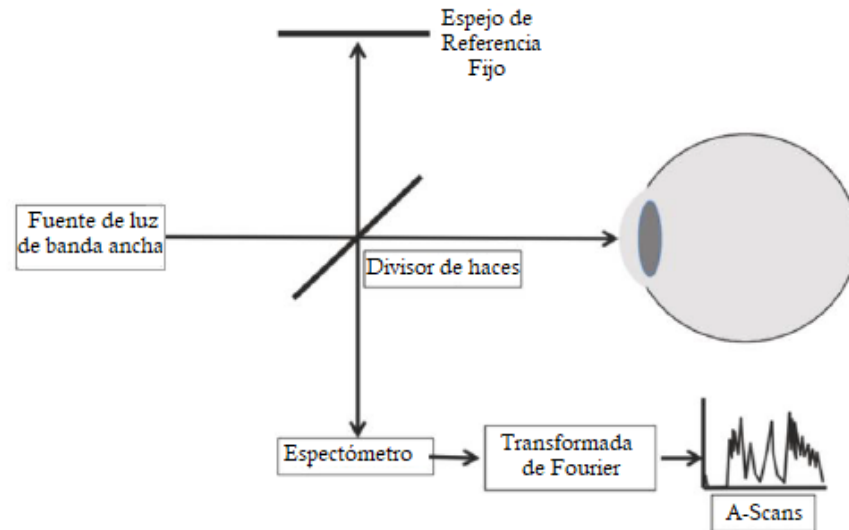 Espejo de
Referencia
Fijo
Fuente de luz
de banda ancha
Divisor de haces
Espectómetro
Transformada
de Fourier
A-Scans